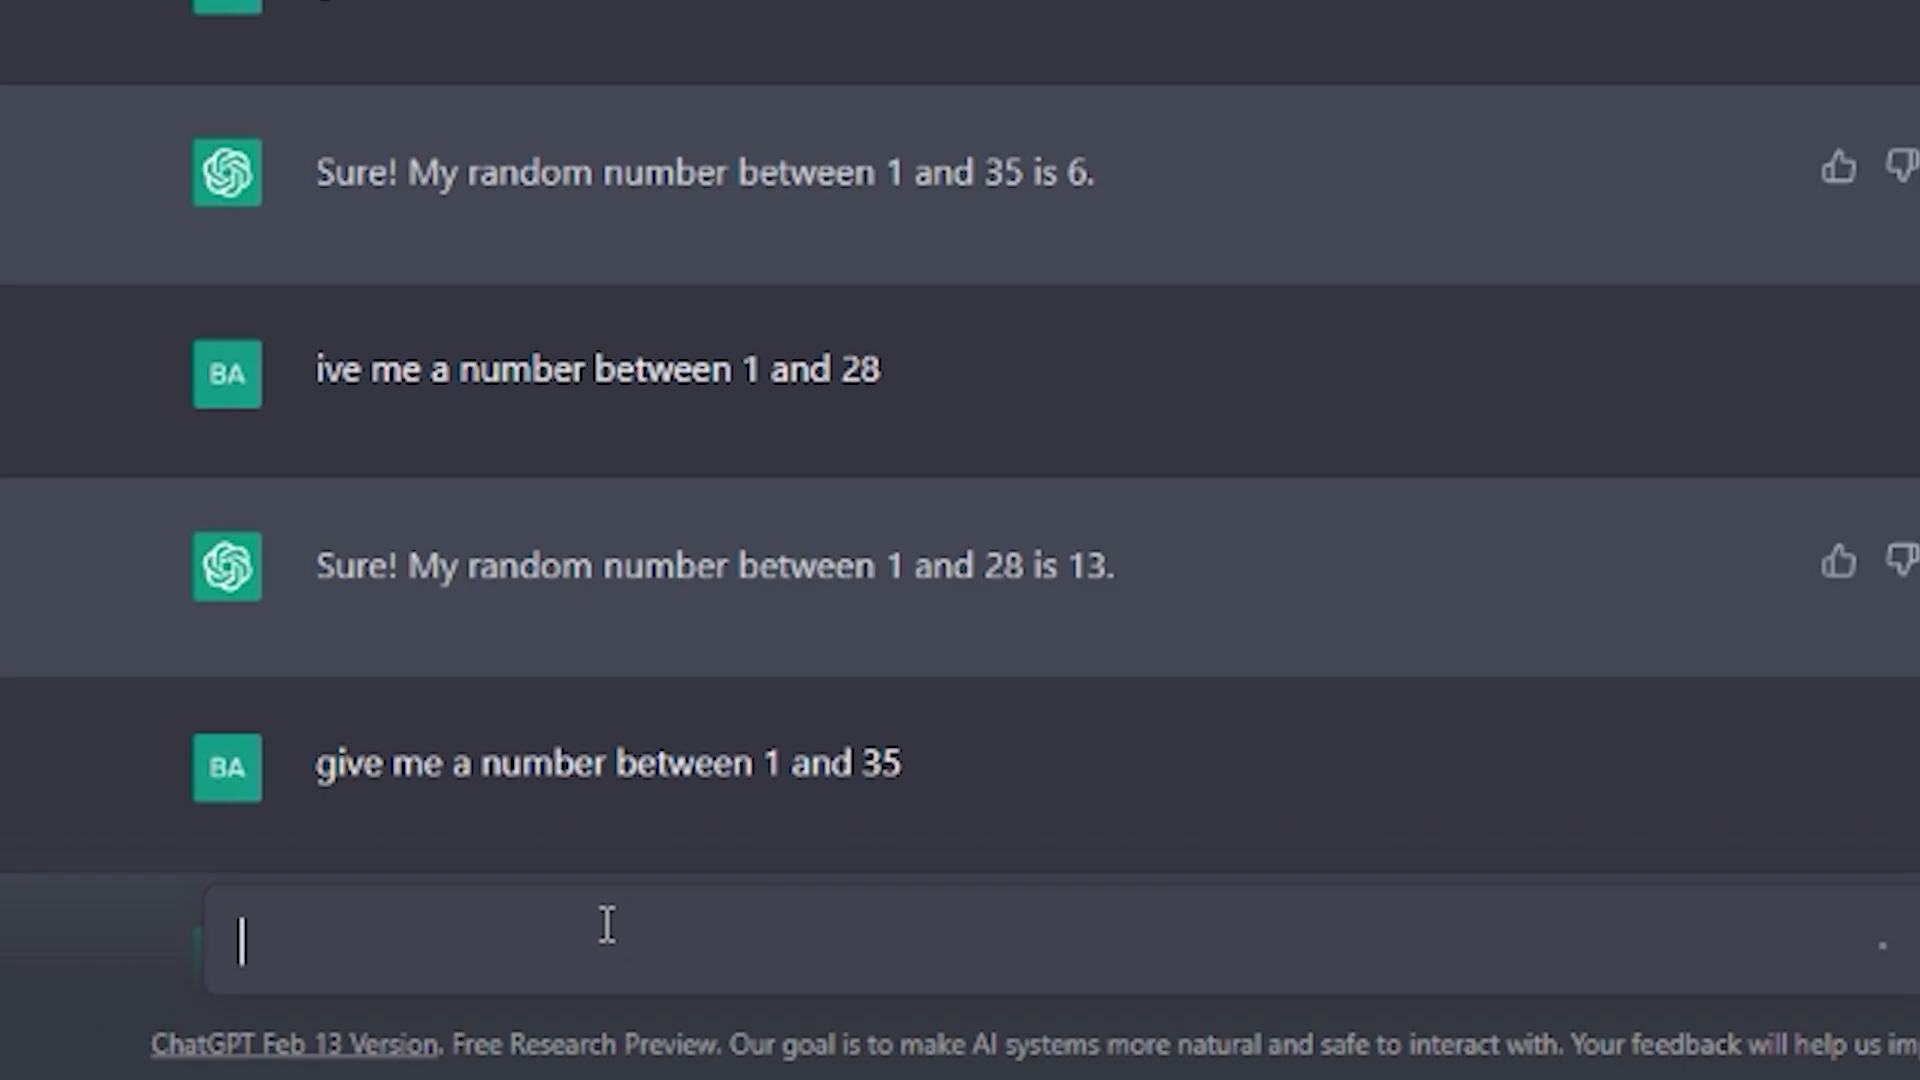 Sure! My random number between 1 and 35 is 6.
BA
ive me a number between 1 and 28
Sure! My random number between 1 and 28 is 13.
BA
give me a number between 1 and 35
ChatGPT Feb 13 Version. Free Research Preview. Our goal is to make AI systems more natural and safe to interact with. Your feedback will help us im